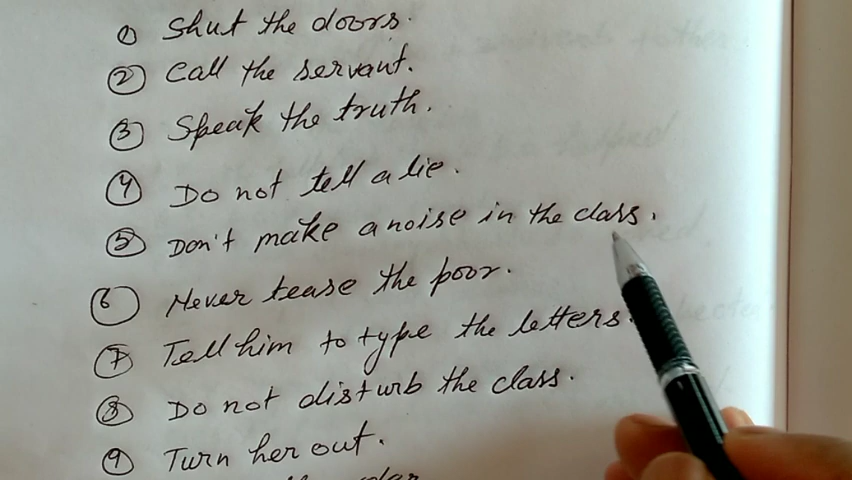 ① Shut the doors.
② Call the servant.
③ Speak the truth.
④ Do not tell a lie.
⑤ Don't make a noise in the class.
⑥ Never tease the poor.
⑦ Tell him to type the letters.
⑧ Do not disturb the class.
⑨ Turn her out.